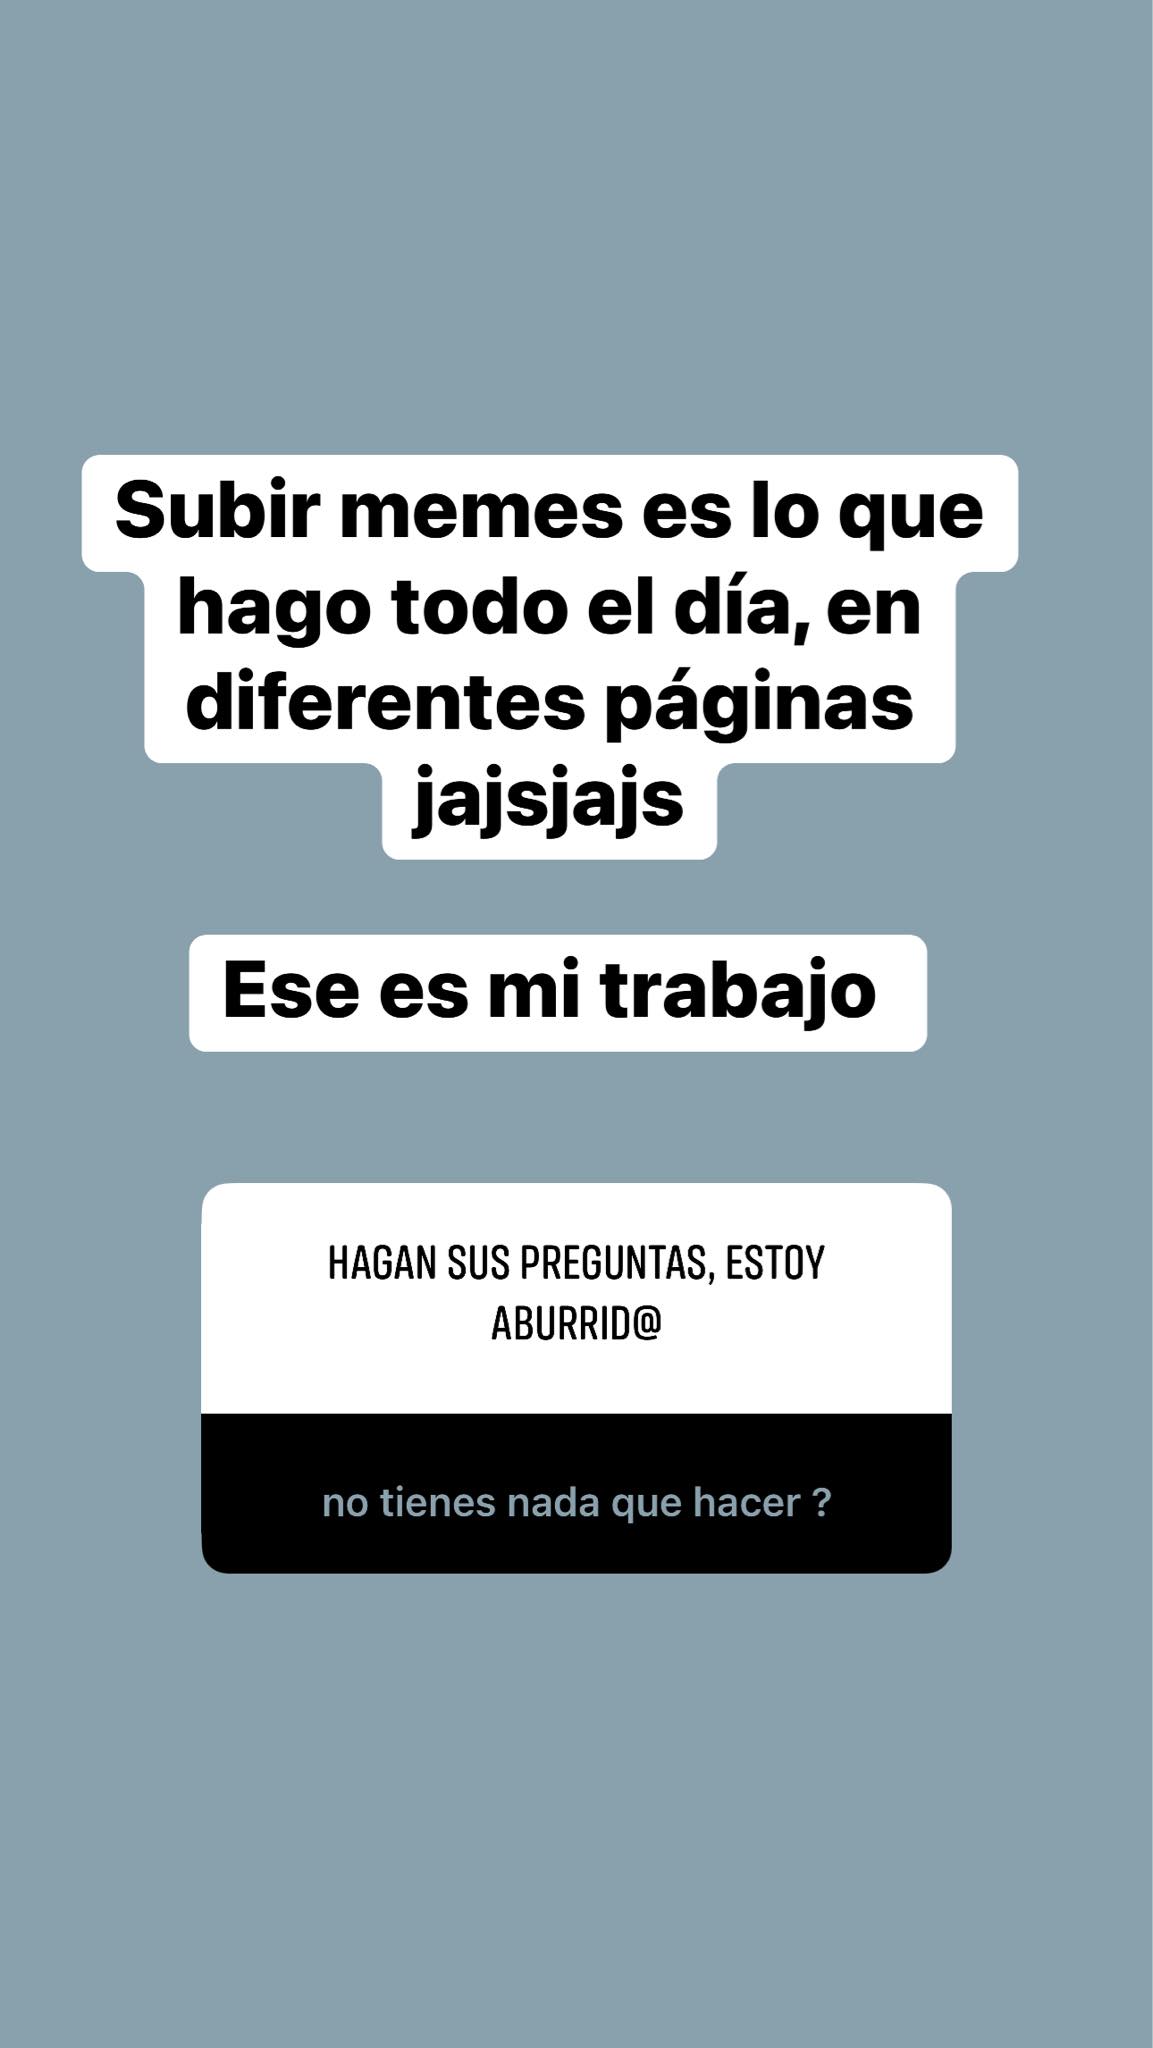 Subir memes es lo que
hago todo el día, en
diferentes páginas
jajsjajs
Ese es mi trabajo
HAGAN SUS PREGUNTAS, ESTOY
ABURRID@
no tienes nada que hacer ?